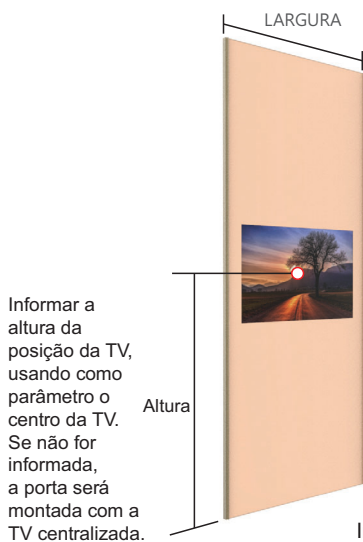 LARGURA
Informar a
altura da
posição da TV,
usando como
parâmetro o
centro da TV.
Se não for
informada,
a porta será
montada com a
TV centralizada.
Altura